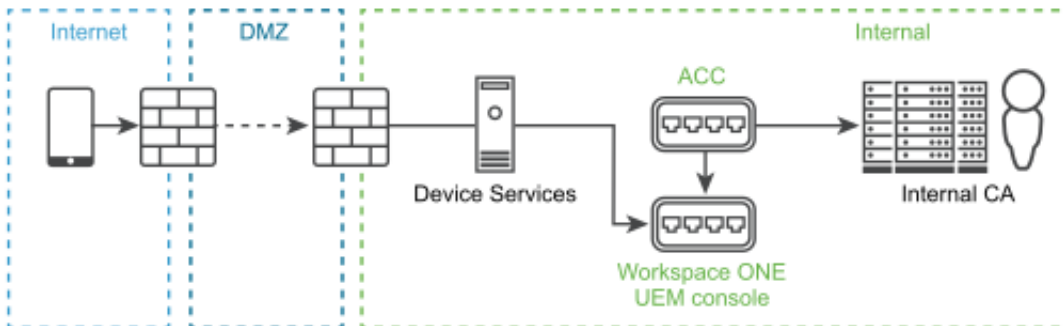 Internet
DMZ
Internal
ACC
Device Services
Internal CA
Workspace ONE
UEM console